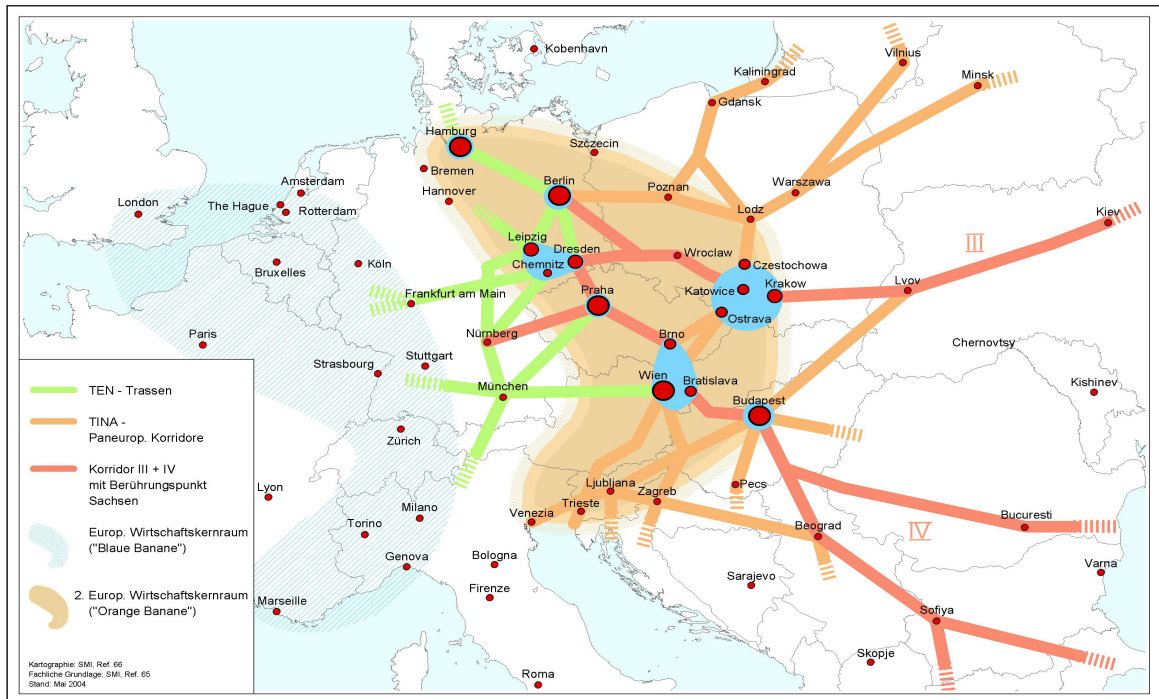 Kobenhavn
Vilnius
Kaliningrad
Minsk
Gdansk
Hamburg
Szczecin
Bremen
Berlin
Amsterdam
Hannover
Poznan
Warszawa
London
The Hague
Rotterdam
Lodz
Kiev
Leipzig
Dresden
III
Wroclaw
Bruxelles
Köln
Chemnitz
Czestochowa
Katowice
Krakow
Lvov
Praha
Frankfurt am Main
Ostrava
Nürnberg
Brno
Paris
Chernovtsy
Strasbourg
Stuttgart
München
Wien
Bratislava
Kishinev
Budapest
Zürich
Lyon
Ljubljana
Pecs
Zagreb
Milano
Venezia
Trieste
Bucuresti
Torino
Beograd
IV
Genova
Bologna
Varna
Sarajevo
Firenze
Marseille
Sofiya
Skopje
Roma
TEN - Trassen
TINA -
Paneurop. Korridore
Korridor III + IV
mit Berührungspunkt
Sachsen
Europ. Wirtschaftskernraum
("Blaue Banane")
2. Europ. Wirtschaftskernraum
("Orange Banane")
Kartographie: SMI, Ref. 66
Fachliche Grundlage: SMI, Ref. 65
Stand: Mai 2004